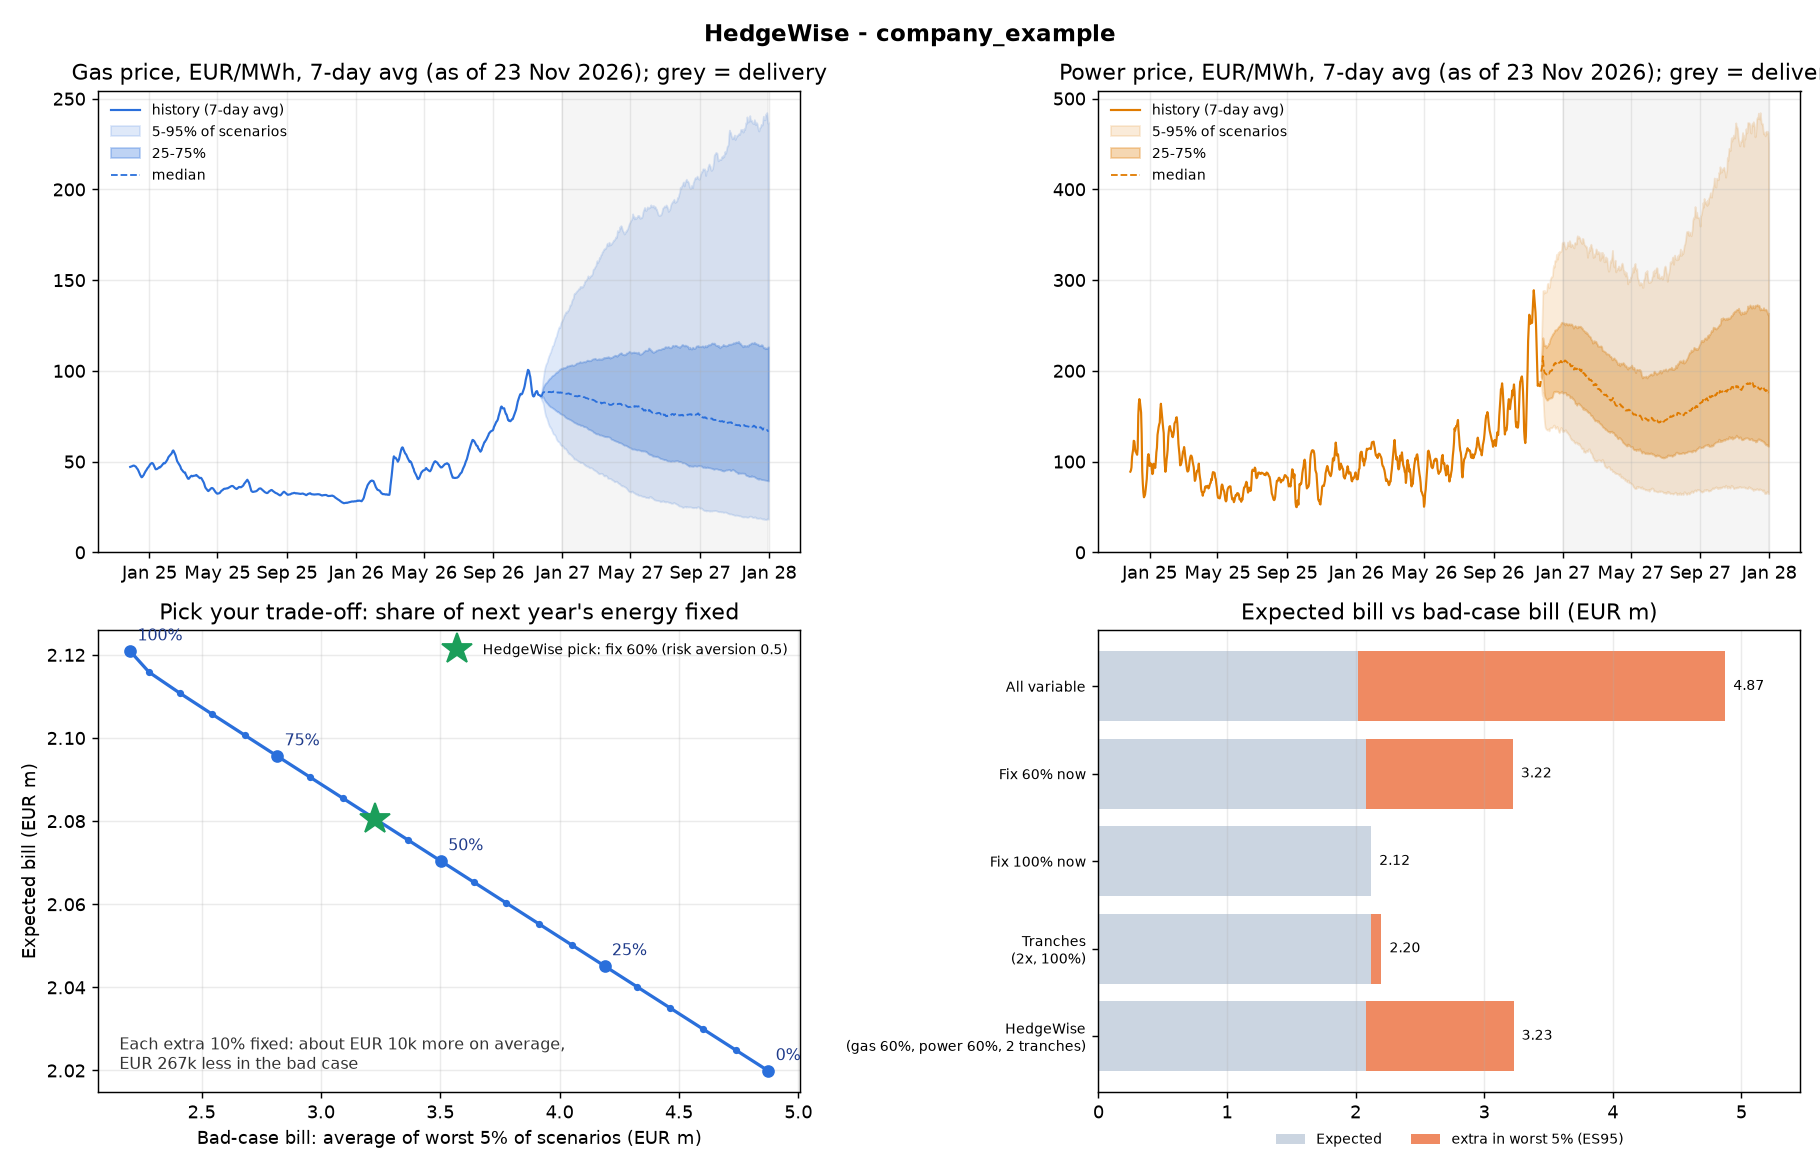 HedgeWise - company_example
Gas price, EUR/MWh, 7-day avg (as of 23 Nov 2026); grey = delivery
history (7-day avg)
5-95% of scenarios
25-75%
median
250
200
150
100
50
0
Jan 25 May 25 Sep 25 Jan 26 May 26 Sep 26 Jan 27 May 27 Sep 27 Jan 28
Power price, EUR/MWh, 7-day avg (as of 23 Nov 2026); grey = deliver
history (7-day avg)
5-95% of scenarios
25-75%
median
500
400
300
200
100
0
Jan 25 May 25 Sep 25 Jan 26 May 26 Sep 26 Jan 27 May 27 Sep 27 Jan 28
Pick your trade-off: share of next year's energy fixed
HedgeWise pick: fix 60% (risk aversion 0.5)
100%
75%
50%
25%
0%
Expected bill (EUR m)
2.12
2.10
2.08
2.06
2.04
2.02
Each extra 10% fixed: about EUR 10k more on average,
EUR 267k less in the bad case
2.5 3.0 3.5 4.0 4.5 5.0
Bad-case bill: average of worst 5% of scenarios (EUR m)
Expected bill vs bad-case bill (EUR m)
All variable
4.87
Fix 60% now
3.22
Fix 100% now
2.12
Tranches
(2x, 100%)
2.20
HedgeWise
(gas 60%, power 60%, 2 tranches)
3.23
0 1 2 3 4 5
Expected
extra in worst 5% (ES95)